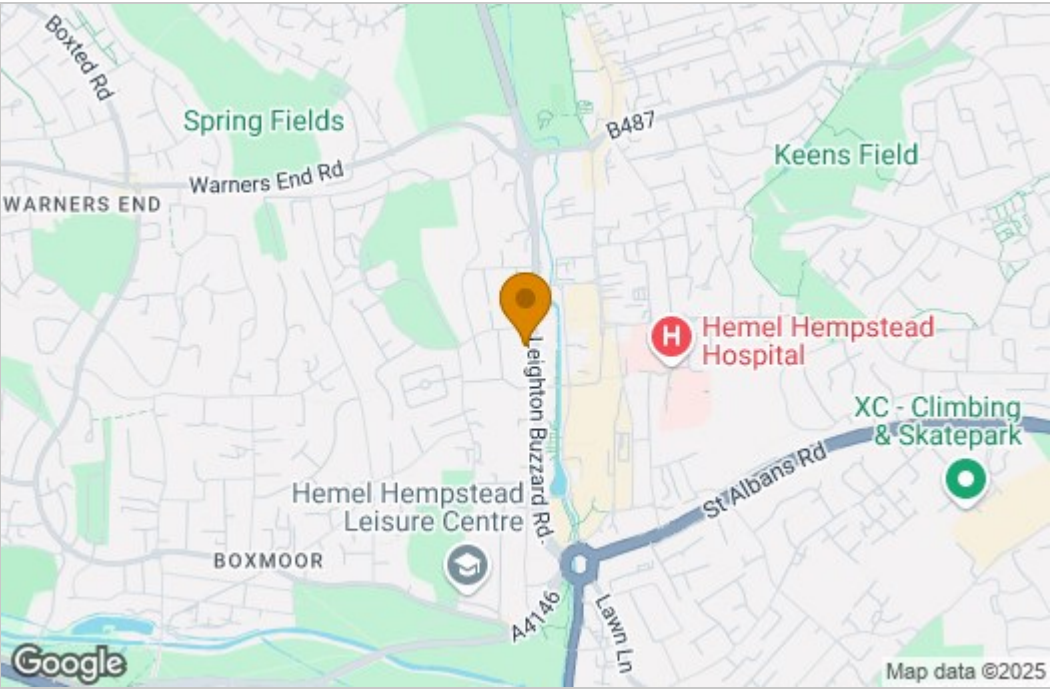 Boxted Rd
Spring Fields
B487
Keens Field
Warners End Rd
WARNERS END
H
Hemel Hempstead
Hospital
Leighton Buzzard Rd
XC - Climbing
& Skatepark
St Albans Rd
Hemel Hempstead
Leisure Centre
BOXMOOR
A4146
Lawn Ln
Google
Map data ©2025